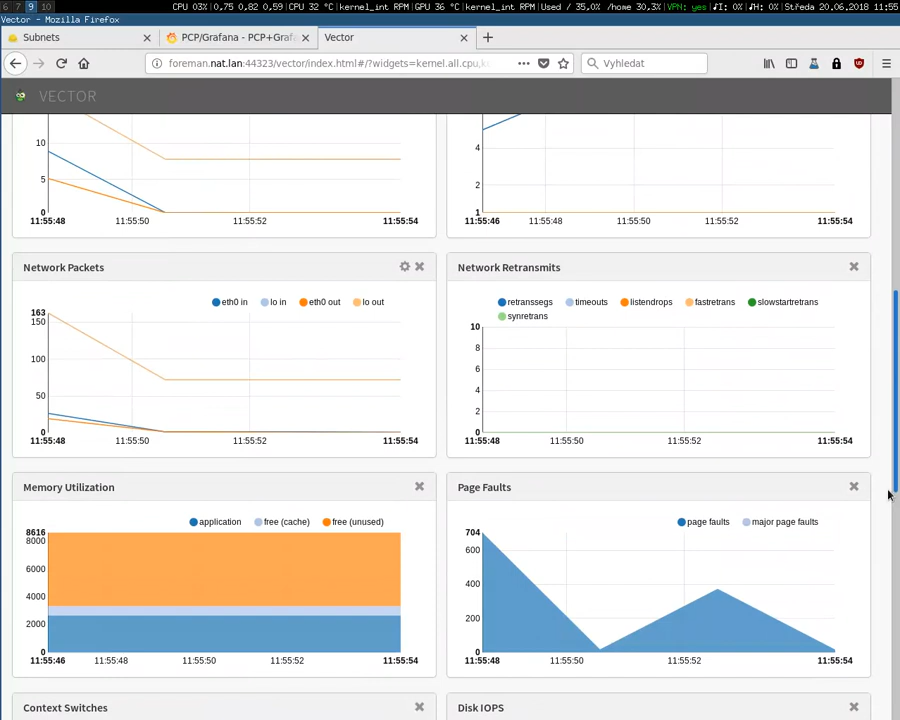 6 7 9 10 CPU 03%|0,75 0,82 0,59|CPU 32 °C|kernel_int RPM|GPU 36 °C|kernel_int RPM|Used / 35,0% /home 30,3%|VPN: yes|♪I: 0%|♪H: 0%|Středa 20.06.2018 11:55
Vector - Mozilla Firefox
Subnets
PCP/Grafana - PCP+Graf
Vector
foreman.nat.lan:44323/vector/index.html#/?widgets=kernel.all.cpu,k
Vyhledat
VECTOR
10
5
0
11:55:48 11:55:50 11:55:52 11:55:54
4
2
1
11:55:46 11:55:48 11:55:50 11:55:52 11:55:54
Network Packets
eth0 in lo in eth0 out lo out
163
150
100
50
0
11:55:48 11:55:50 11:55:52 11:55:54
Network Retransmits
retranssegs timeouts listendrops fastretrans slowstartretrans
synretrans
10
8
6
4
2
0
11:55:48 11:55:50 11:55:52 11:55:54
Memory Utilization
application free (cache) free (unused)
8616
8000
6000
4000
2000
0
11:55:46 11:55:48 11:55:50 11:55:52 11:55:54
Page Faults
page faults major page faults
704
600
400
200
0
11:55:48 11:55:50 11:55:52 11:55:54
Context Switches
Disk IOPS